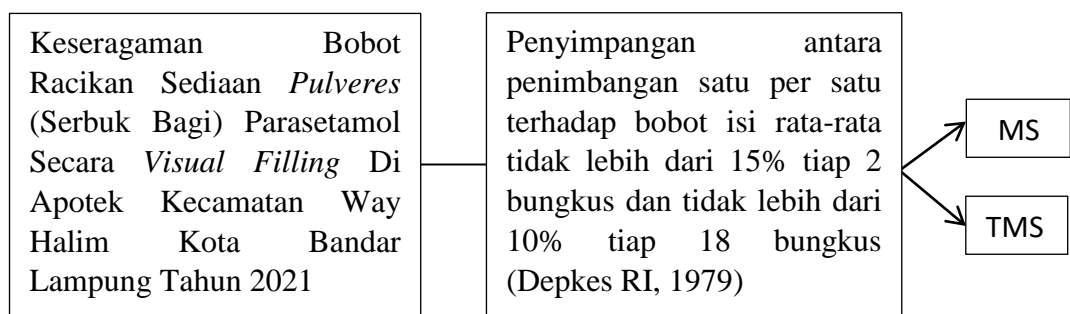 Keseragaman Bobot
Racikan Sediaan Pulveres
(Serbuk Bagi) Parasetamol
Secara Visual Filling Di
Apotek Kecamatan Way
Halim Kota Bandar
Lampung Tahun 2021
Penyimpangan antara
penimbangan satu per satu
terhadap bobot isi rata-rata
tidak lebih dari 15% tiap 2
bungkus dan tidak lebih dari
10% tiap 18 bungkus
(Depkes RI, 1979)
MS
TMS